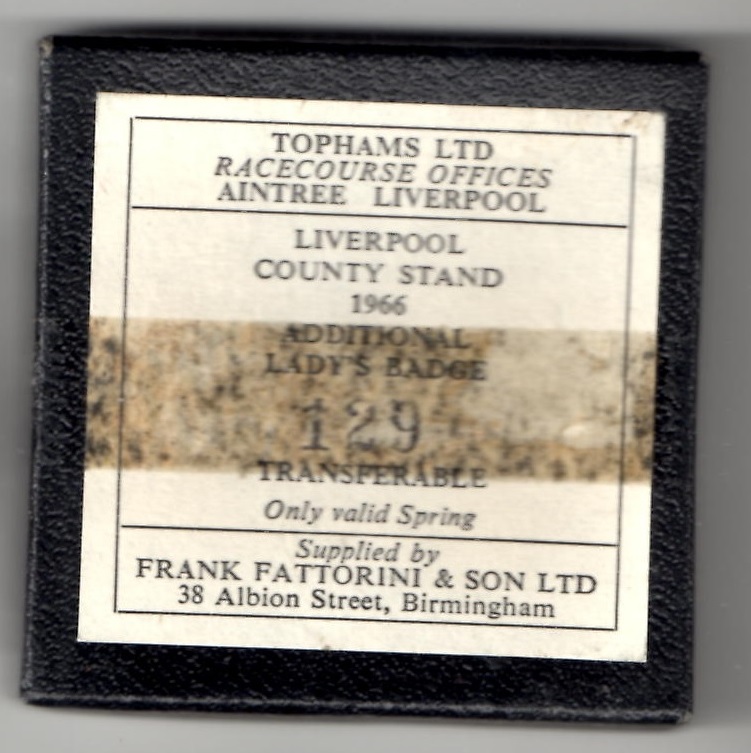 TOPHAMS LTD
RACECOURSE OFFICES
AINTREE LIVERPOOL
LIVERPOOL
COUNTY STAND
1966
ADDITIONAL
LADY'S BADGE
129
TRANSFERABLE
Only valid Spring
Supplied by
FRANK FATTORINI & SON LTD
38 Albion Street, Birmingham